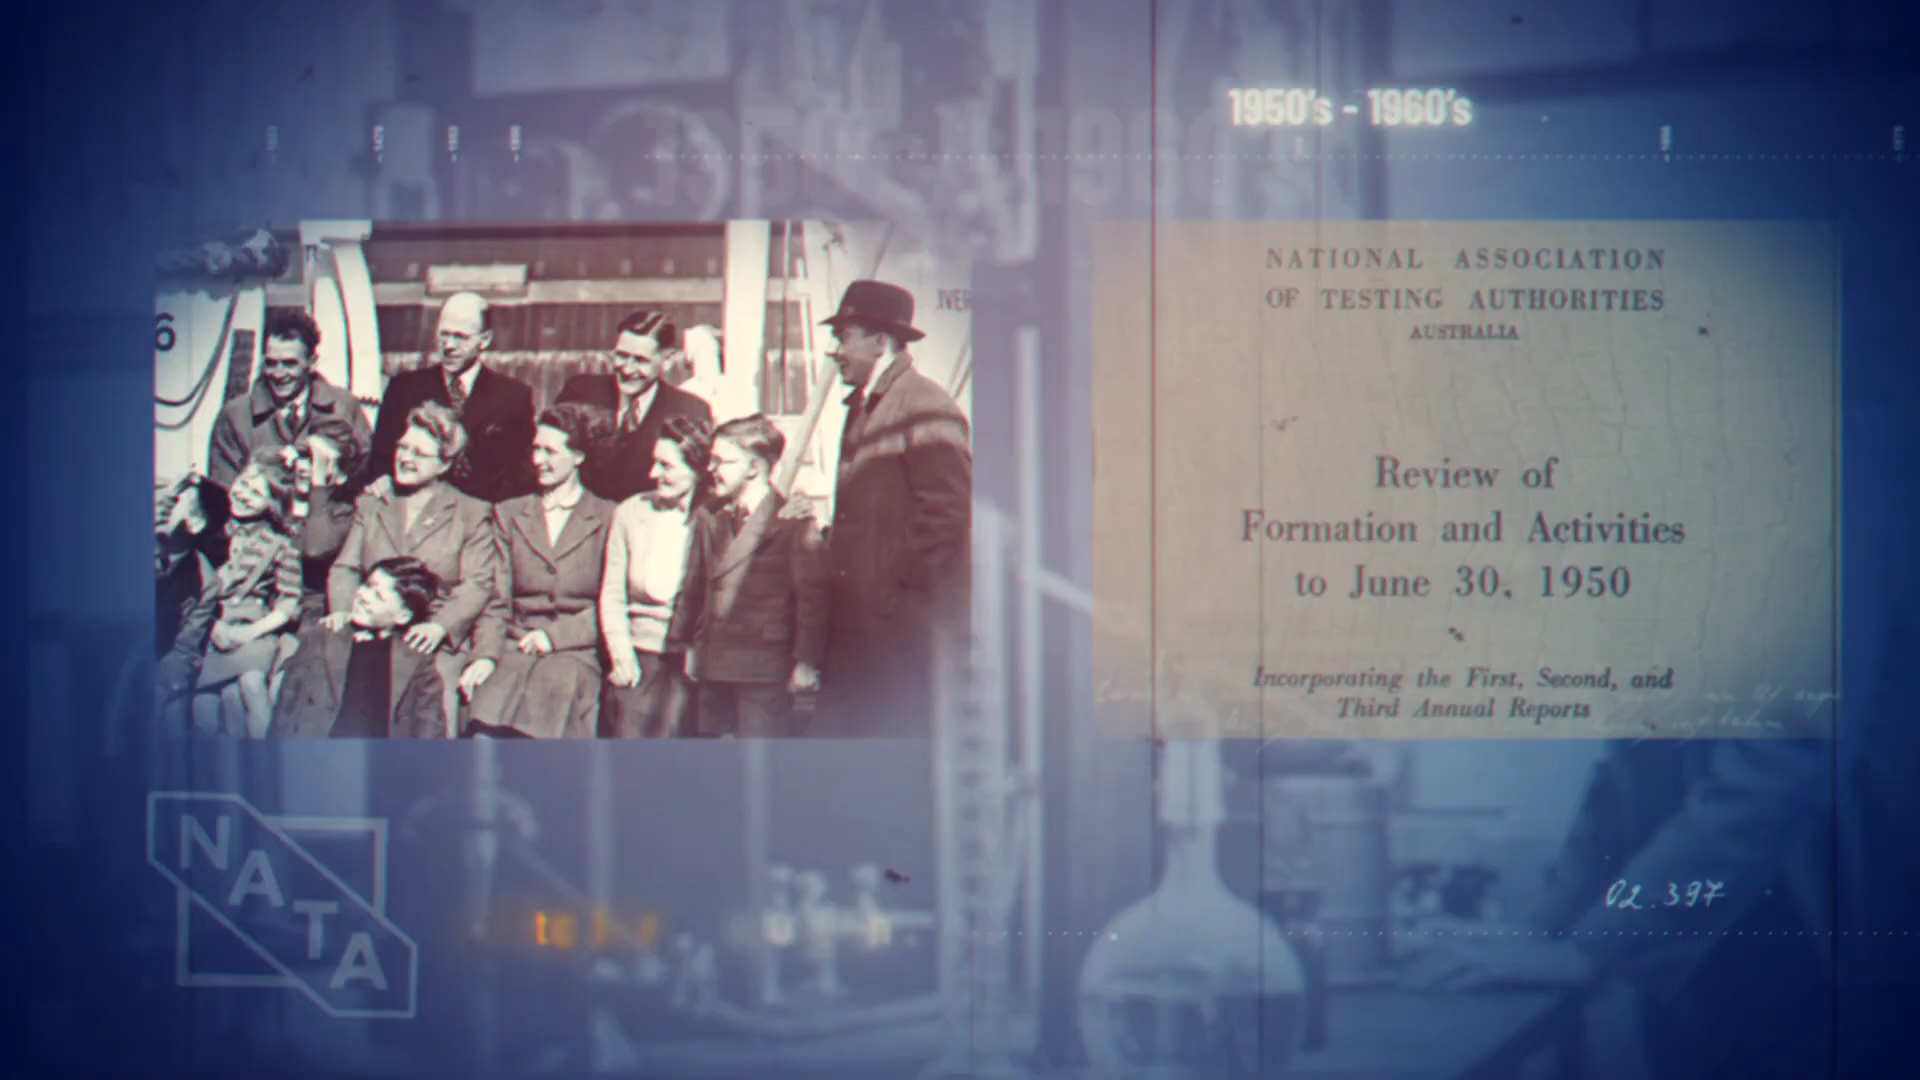 1950's - 1960's
NATIONAL ASSOCIATION
OF TESTING AUTHORITIES
AUSTRALIA
Review of
Formation and Activities
to June 30, 1950
Incorporating the First, Second, and
Third Annual Reports
6
NATA
02.397